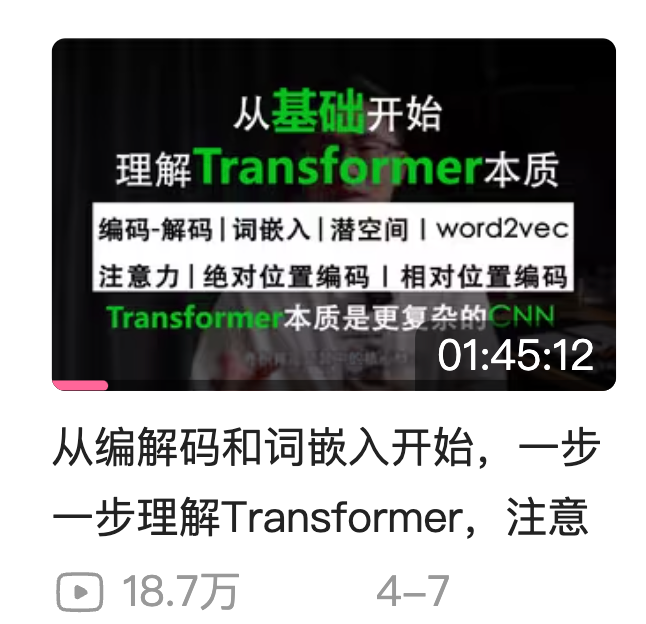 从基础开始
理解Transformer本质
编码-解码|词嵌入|潜空间|word2vec
注意力|绝对位置编码|相对位置编码
Transformer本质是更复杂的CNN
01:45:12
从编解码和词嵌入开始，一步
一步理解Transformer，注意
18.7万 4-7